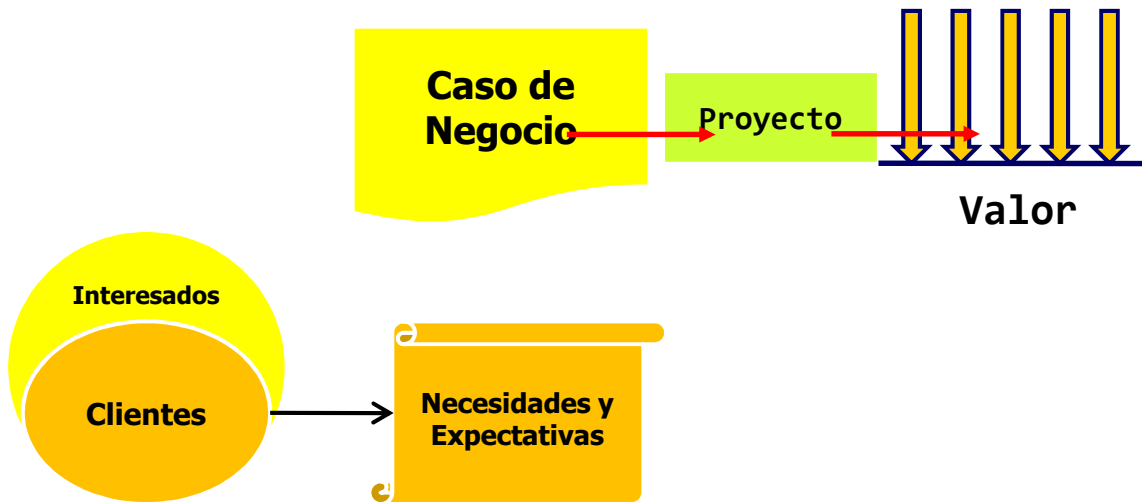 Caso de
Negocio
Proyecto
Valor
Interesados
Clientes
Necesidades y
Expectativas